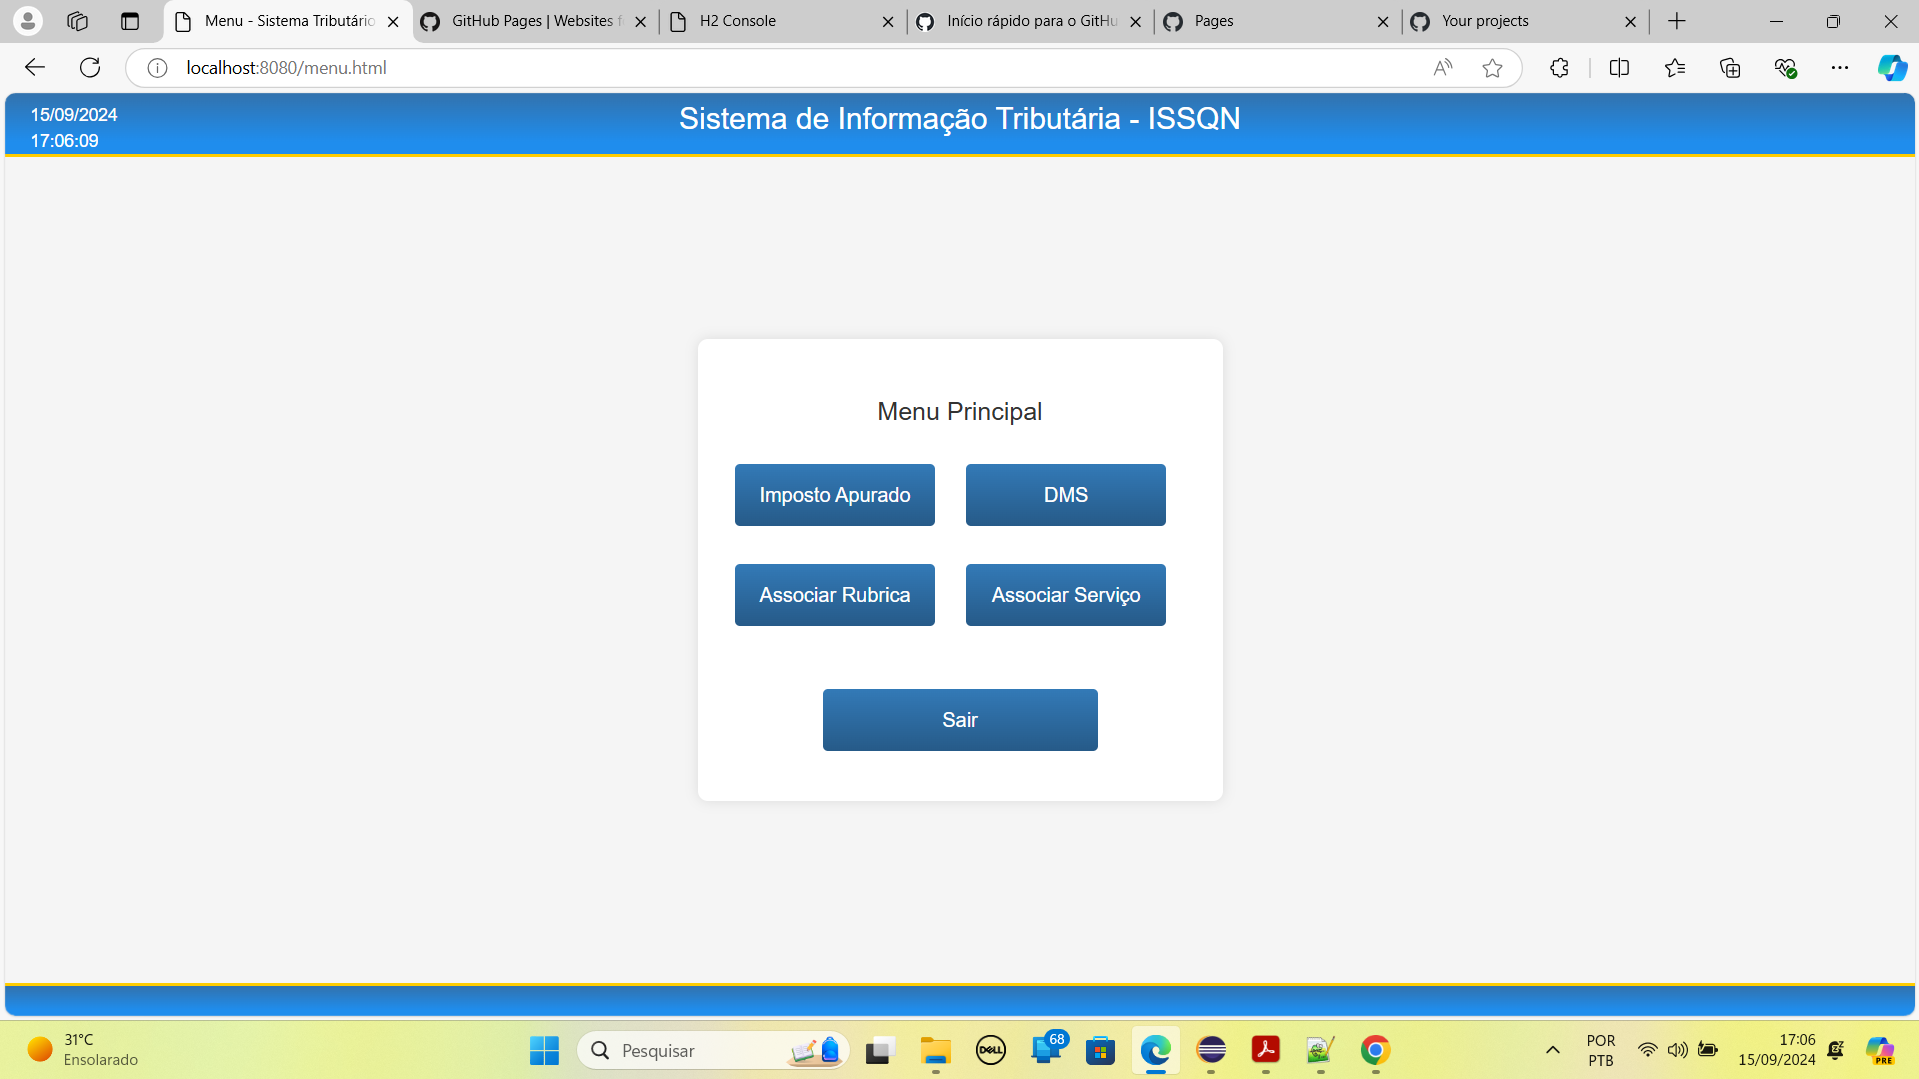 Menu - Sistema Tributário
GitHub Pages | Websites f
H2 Console
Início rápido para o GitHu
Pages
Your projects
localhost:8080/menu.html
15/09/2024
17:06:09
Sistema de Informação Tributária - ISSQN
Menu Principal
Imposto Apurado
DMS
Associar Rubrica
Associar Serviço
Sair
31°C
Ensolarado
Pesquisar
DELL
68
POR
PTB
17:06
15/09/2024
PRE